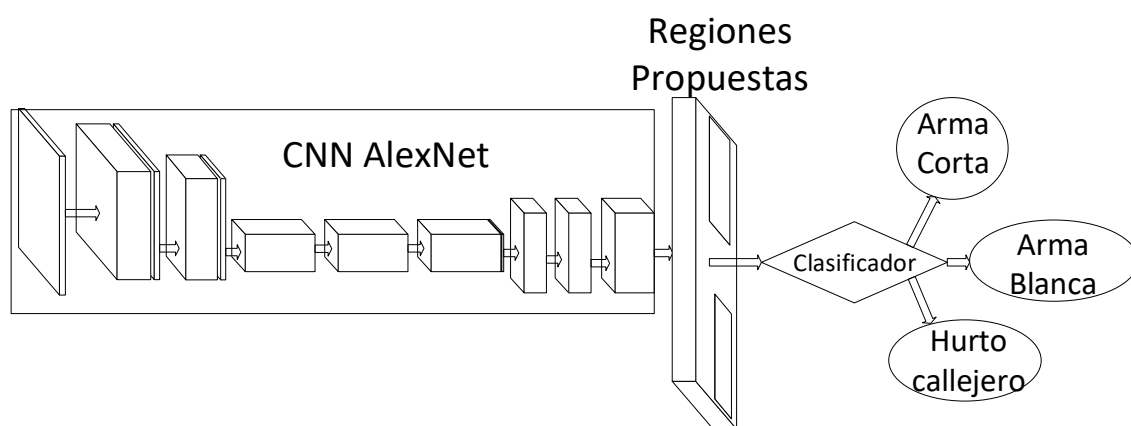 Regiones
Propuestas
CNN AlexNet
Arma
Corta
Clasificador
Arma
Blanca
Hurto
callejero